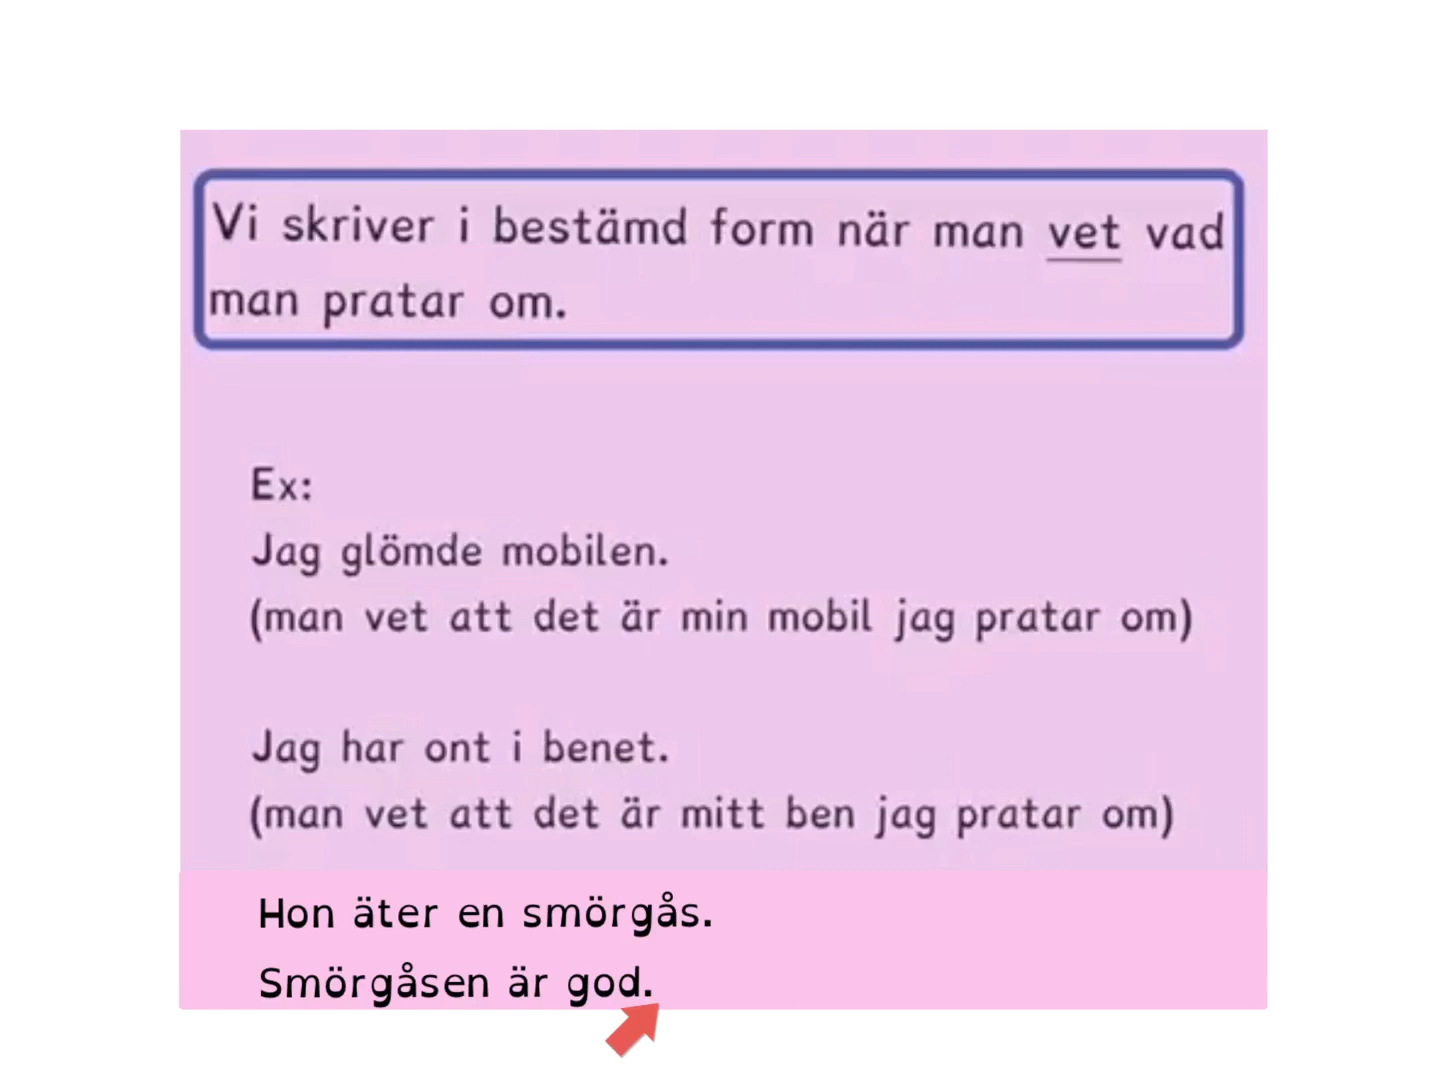 Vi skriver i bestämd form när man vet vad
man pratar om.
Ex:
Jag glömde mobilen.
(man vet att det är min mobil jag pratar om)
Jag har ont i benet.
(man vet att det är mitt ben jag pratar om)
Hon äter en smörgås.
Smörgåsen är god.